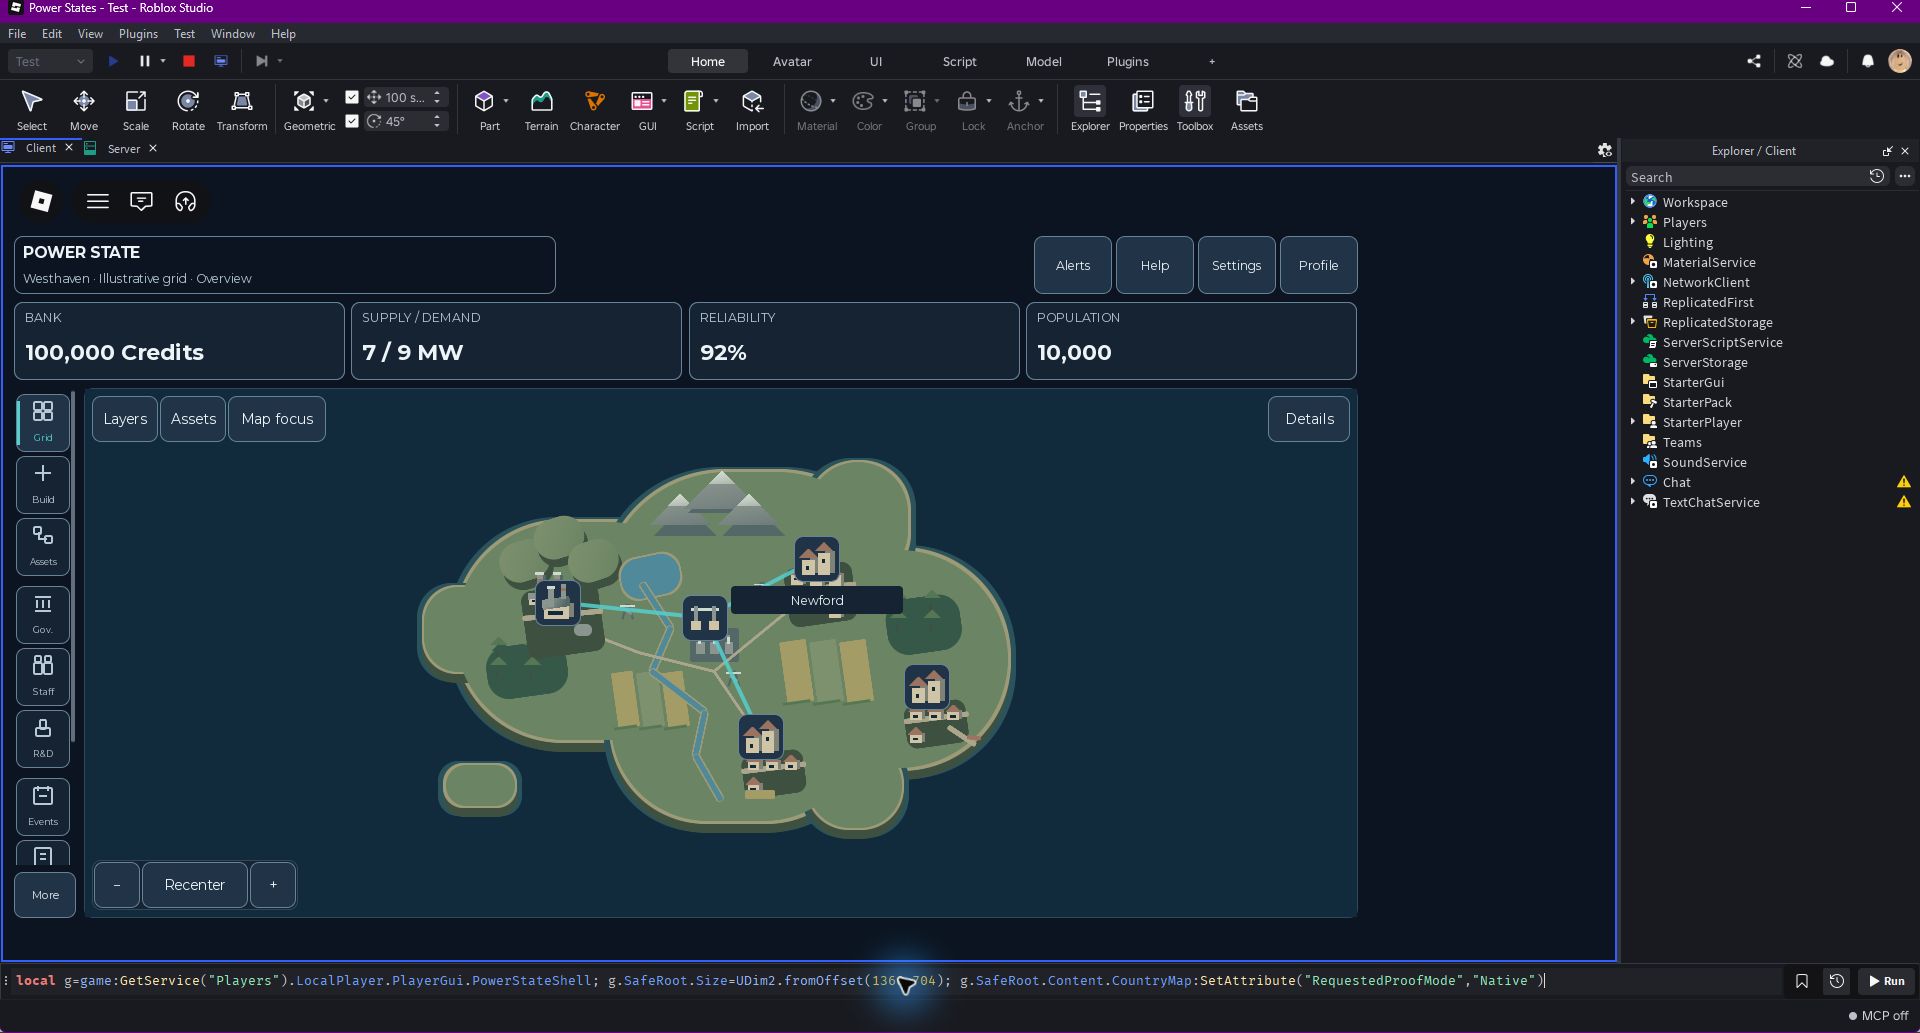 Power States - Test - Roblox Studio
File Edit View Plugins Test Window Help
Test
Home Avatar UI Script Model Plugins +
100 s...
45°
Select Move Scale Rotate Transform Geometric Part Terrain Character GUI Script Import Material Color Group Lock Anchor Explorer Properties Toolbox Assets
Client Server
Explorer / Client
Search
Workspace
Players
Lighting
MaterialService
NetworkClient
ReplicatedFirst
ReplicatedStorage
ServerScriptService
ServerStorage
StarterGui
StarterPack
StarterPlayer
Teams
SoundService
Chat
TextChatService
POWER STATE
Westhaven · Illustrative grid · Overview
Alerts Help Settings Profile
BANK
100,000 Credits
SUPPLY / DEMAND
7 / 9 MW
RELIABILITY
92%
POPULATION
10,000
Grid
Build
Assets
Gov.
Staff
R&D
Events
More
Layers Assets Map focus Details
Newford
− Recenter +
local g=game:GetService("Players").LocalPlayer.PlayerGui.PowerStateShell; g.SafeRoot.Size=UDim2.fromOffset(136 704); g.SafeRoot.Content.CountryMap:SetAttribute("RequestedProofMode","Native")
Run
MCP off